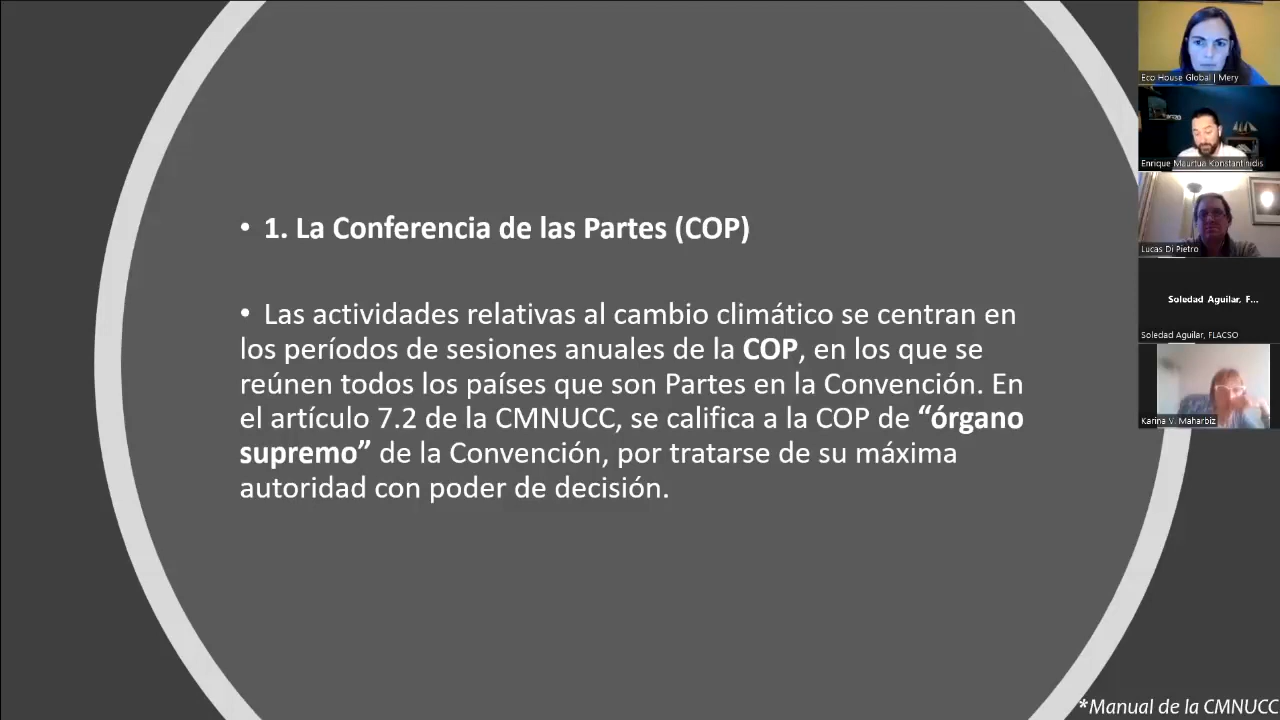 • 1. La Conferencia de las Partes (COP)
• Las actividades relativas al cambio climático se centran en
los períodos de sesiones anuales de la COP, en los que se
reúnen todos los países que son Partes en la Convención. En
el artículo 7.2 de la CMNUCC, se califica a la COP de “órgano
supremo” de la Convención, por tratarse de su máxima
autoridad con poder de decisión.
*Manual de la CMNUCC
Eco House Global | Mery
Enrique Maurtua Konstantinidis
Lucas Di Pietro
Soledad Aguilar, F...
Soledad Aguilar, FLACSO
Karina V. Maharbiz